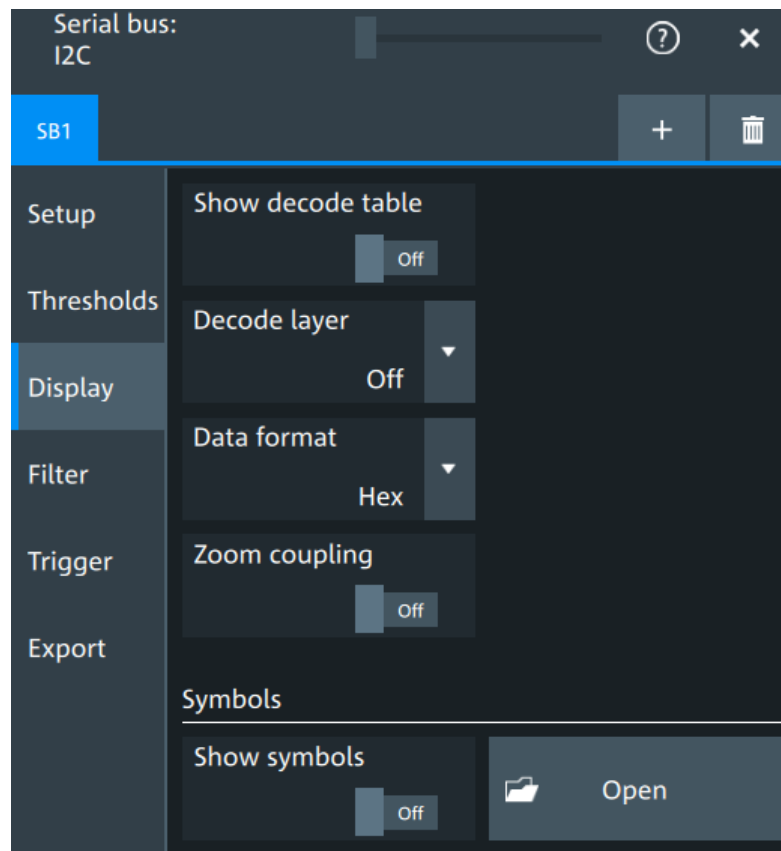 Serial bus:
I2C
?
SB1
+
Setup
Thresholds
Display
Filter
Trigger
Export
Show decode table
Off
Decode layer
Off
Data format
Hex
Zoom coupling
Off
Symbols
Show symbols
Off
Open